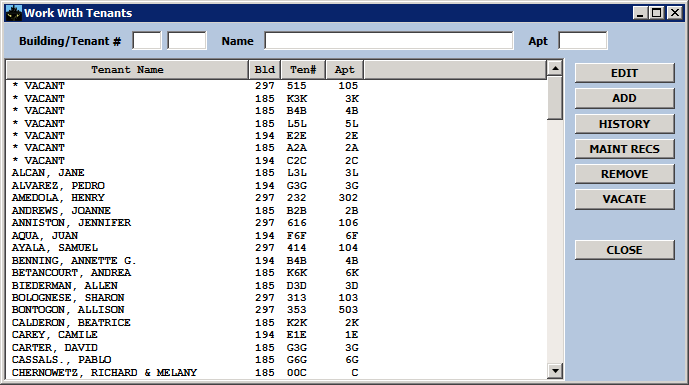 Work With Tenants
Building/Tenant # Name Apt
Tenant Name Bld Ten# Apt
* VACANT 297 515 105
* VACANT 185 K3K 3K
* VACANT 185 B4B 4B
* VACANT 185 L5L 5L
* VACANT 194 E2E 2E
* VACANT 185 A2A 2A
* VACANT 194 C2C 2C
ALCAN, JANE 185 L3L 3L
ALVAREZ, PEDRO 194 G3G 3G
AMEDOLA, HENRY 297 232 302
ANDREWS, JOANNE 185 B2B 2B
ANNISTON, JENNIFER 297 616 106
AQUA, JUAN 194 F6F 6F
AYALA, SAMUEL 297 414 104
BENNING, ANNETTE G. 194 B4B 4B
BETANCOURT, ANDREA 185 K6K 6K
BIEDERMAN, ALLEN 185 D3D 3D
BOLOGNESE, SHARON 297 313 103
BONTOGON, ALLISON 297 353 503
CALDERON, BEATRICE 185 K2K 2K
CAREY, CAMILE 194 E1E 1E
CARTER, DAVID 185 G3G 3G
CASSALS., PABLO 185 G6G 6G
CHERNOWETZ, RICHARD & MELANY 185 00C C
EDIT
ADD
HISTORY
MAINT RECS
REMOVE
VACATE
CLOSE